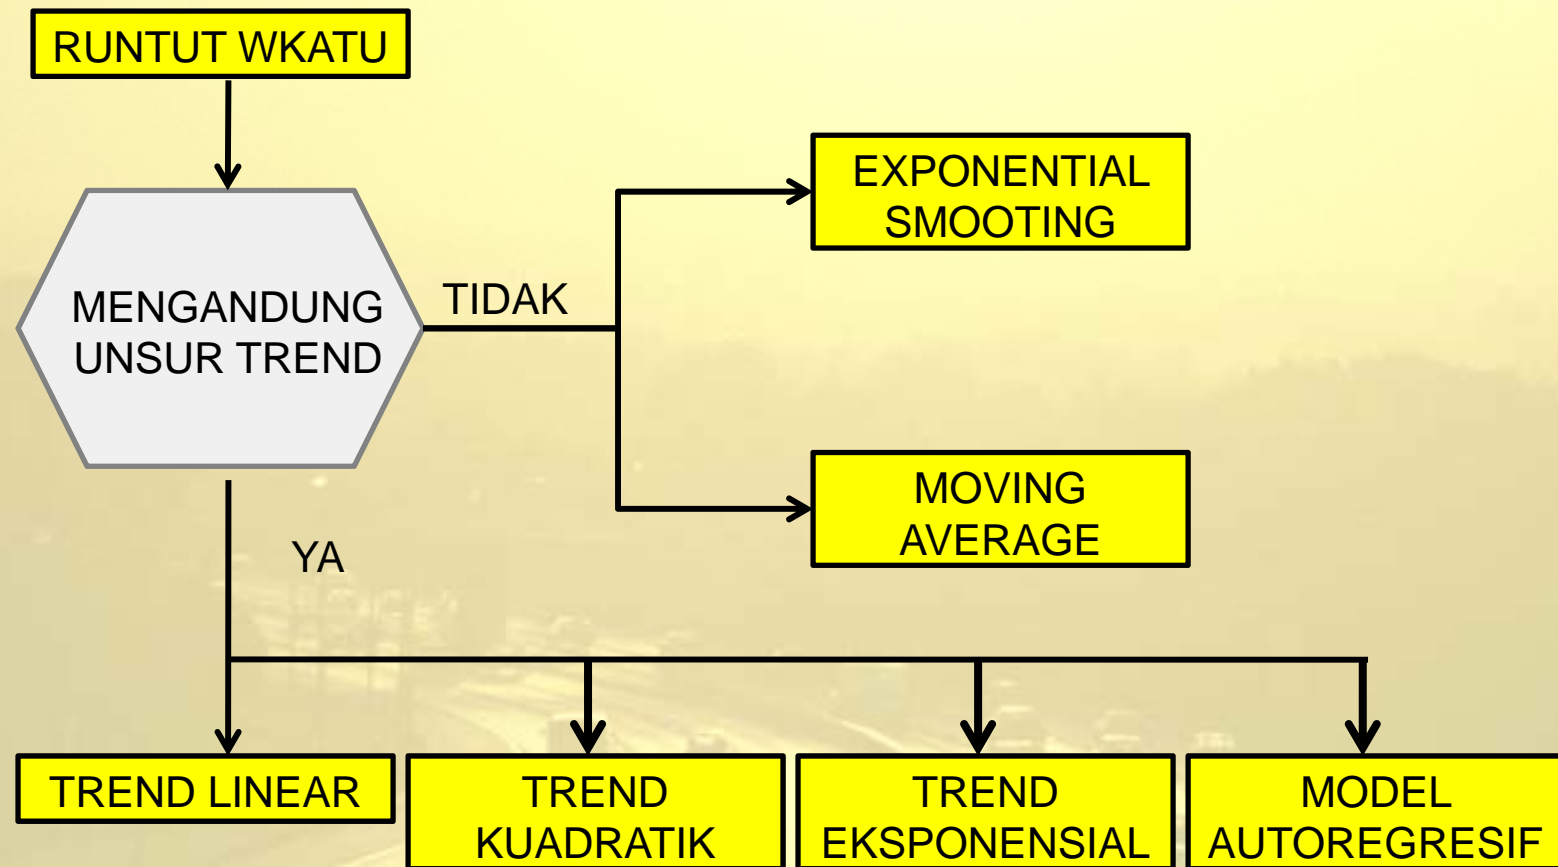 RUNTUT WKATU
EXPONENTIAL
SMOOTING
MENGANDUNG
UNSUR TREND
TIDAK
MOVING
AVERAGE
YA
TREND LINEAR
TREND
KUADRATIK
TREND
EKSPONENSIAL
MODEL
AUTOREGRESIF